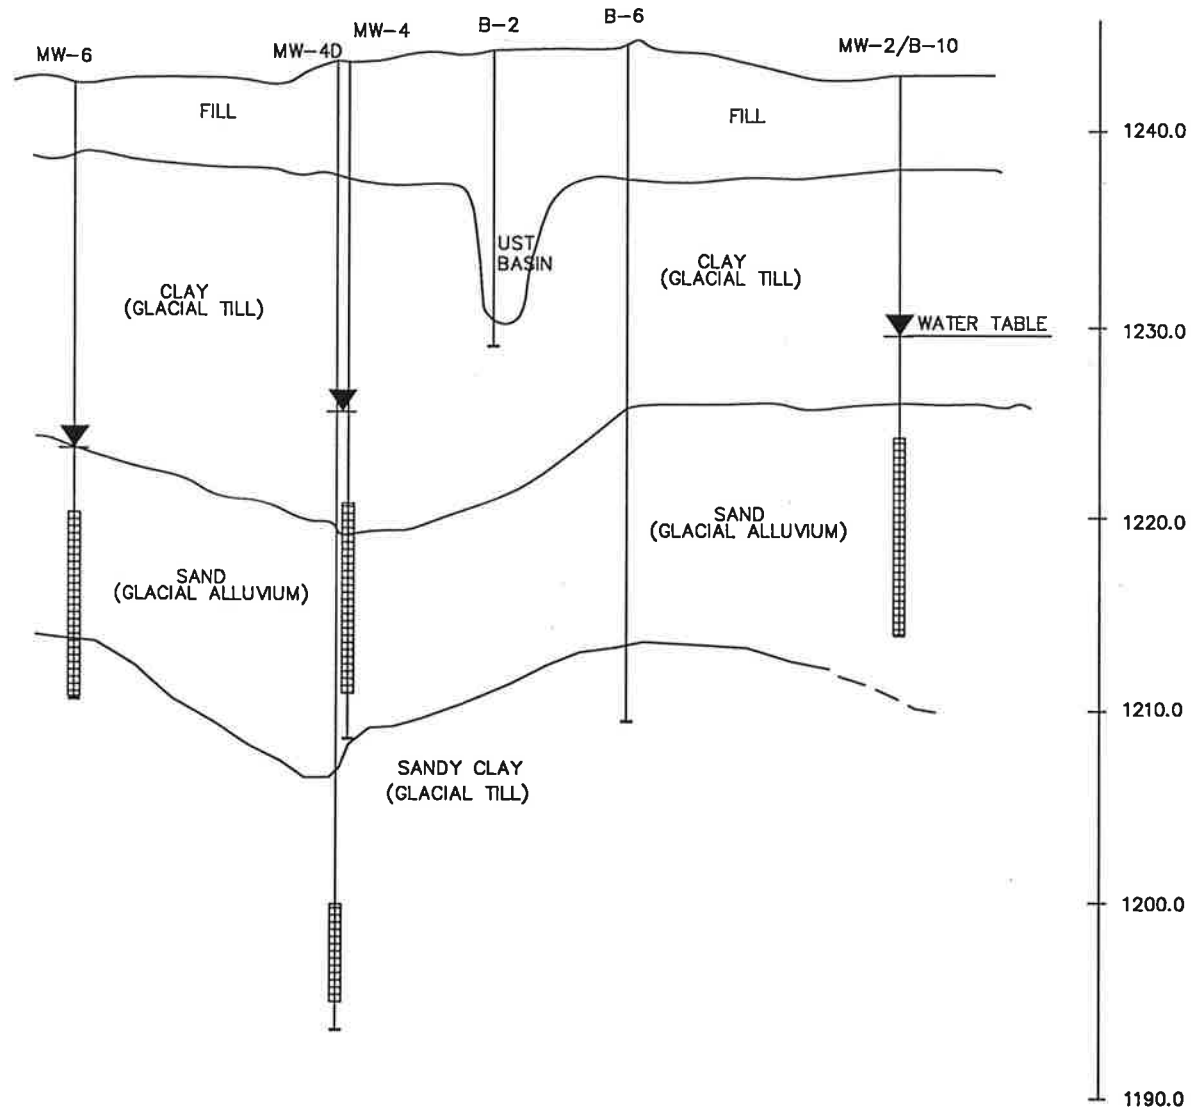 MW-6
MW-4D
MW-4
B-2
B-6
MW-2/B-10
FILL
FILL
1240.0
UST
BASIN
CLAY
(GLACIAL TILL)
CLAY
(GLACIAL TILL)
WATER TABLE
1230.0
SAND
(GLACIAL ALLUVIUM)
1220.0
SAND
(GLACIAL ALLUVIUM)
1210.0
SANDY CLAY
(GLACIAL TILL)
1200.0
1190.0